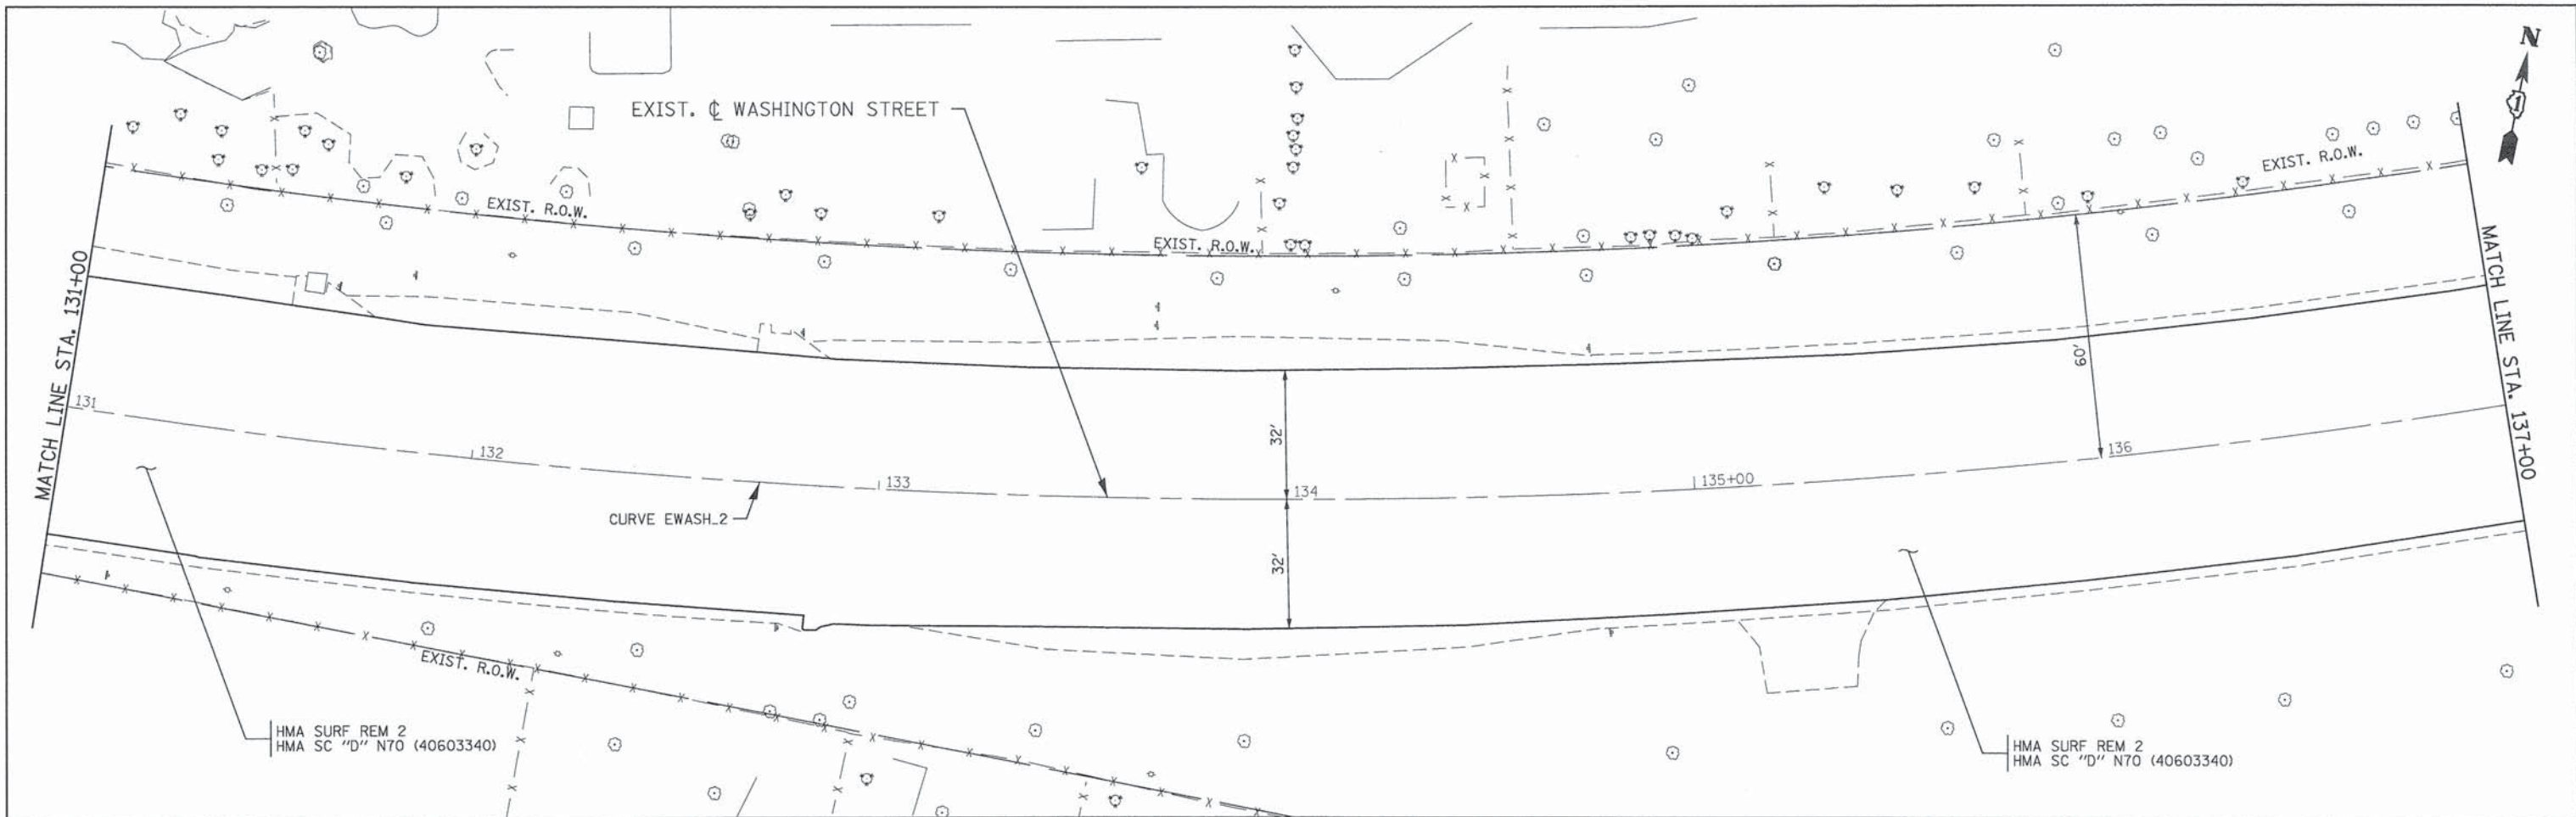 N
1
EXIST. ℄ WASHINGTON STREET
EXIST. R.O.W.
EXIST. R.O.W.
EXIST. R.O.W.
MATCH LINE STA. 131+00
MATCH LINE STA. 137+00
60'
32'
131
132
133
134
135+00
136
CURVE EWASH_2
32'
EXIST. R.O.W.
HMA SURF REM 2
HMA SC "D" N70 (40603340)
HMA SURF REM 2
HMA SC "D" N70 (40603340)